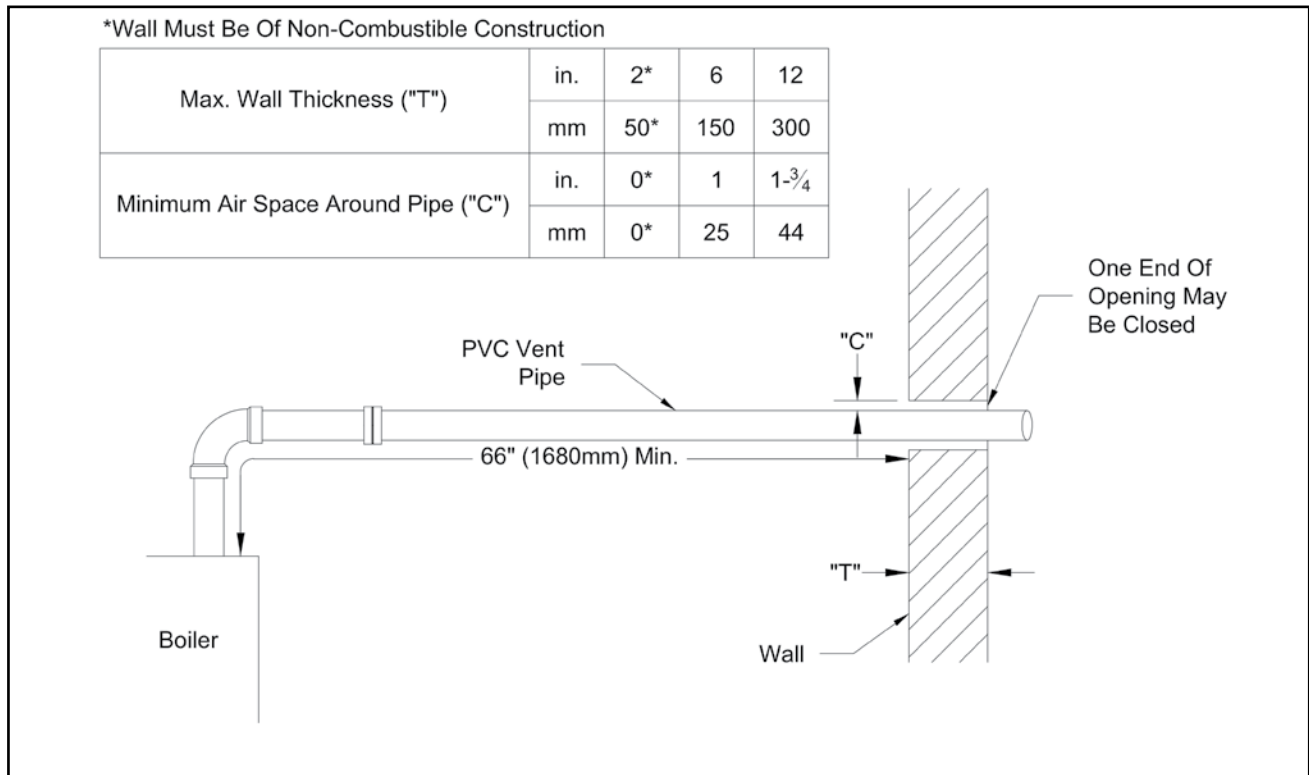 *Wall Must Be Of Non-Combustible Construction
Max. Wall Thickness ("T")
in. 2* 6 12
mm 50* 150 300
Minimum Air Space Around Pipe ("C")
in. 0* 1 1-3⁄4
mm 0* 25 44
One End Of
Opening May
Be Closed
"C"
PVC Vent
Pipe
66" (1680mm) Min.
"T"
Boiler
Wall